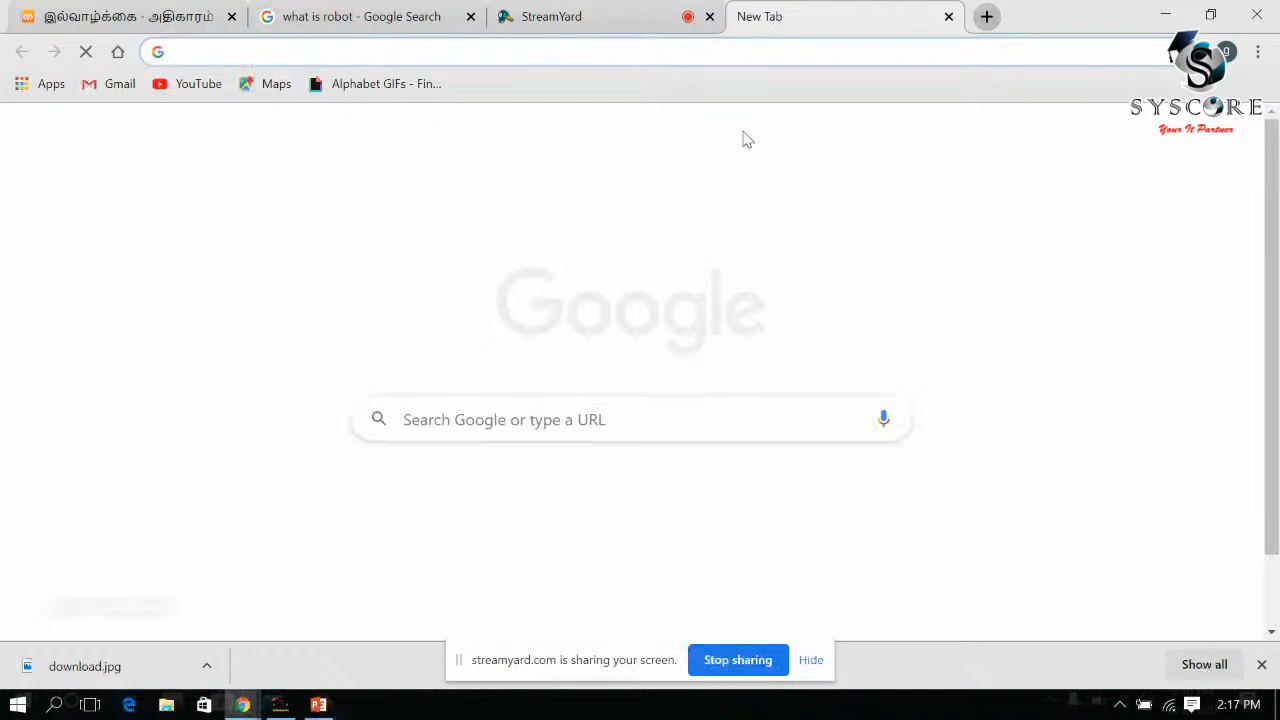 இலவாக்கசு - அதிகாரம்
what is robot - Google Search
StreamYard
New Tab
g
Apps
Gmail
YouTube
Maps
Alphabet GIFs - Fin...
SYSCORE
Your It Partner
Google
Search Google or type a URL
download.jpg
streamyard.com is sharing your screen.
Stop sharing
Hide
Show all
2:17 PM